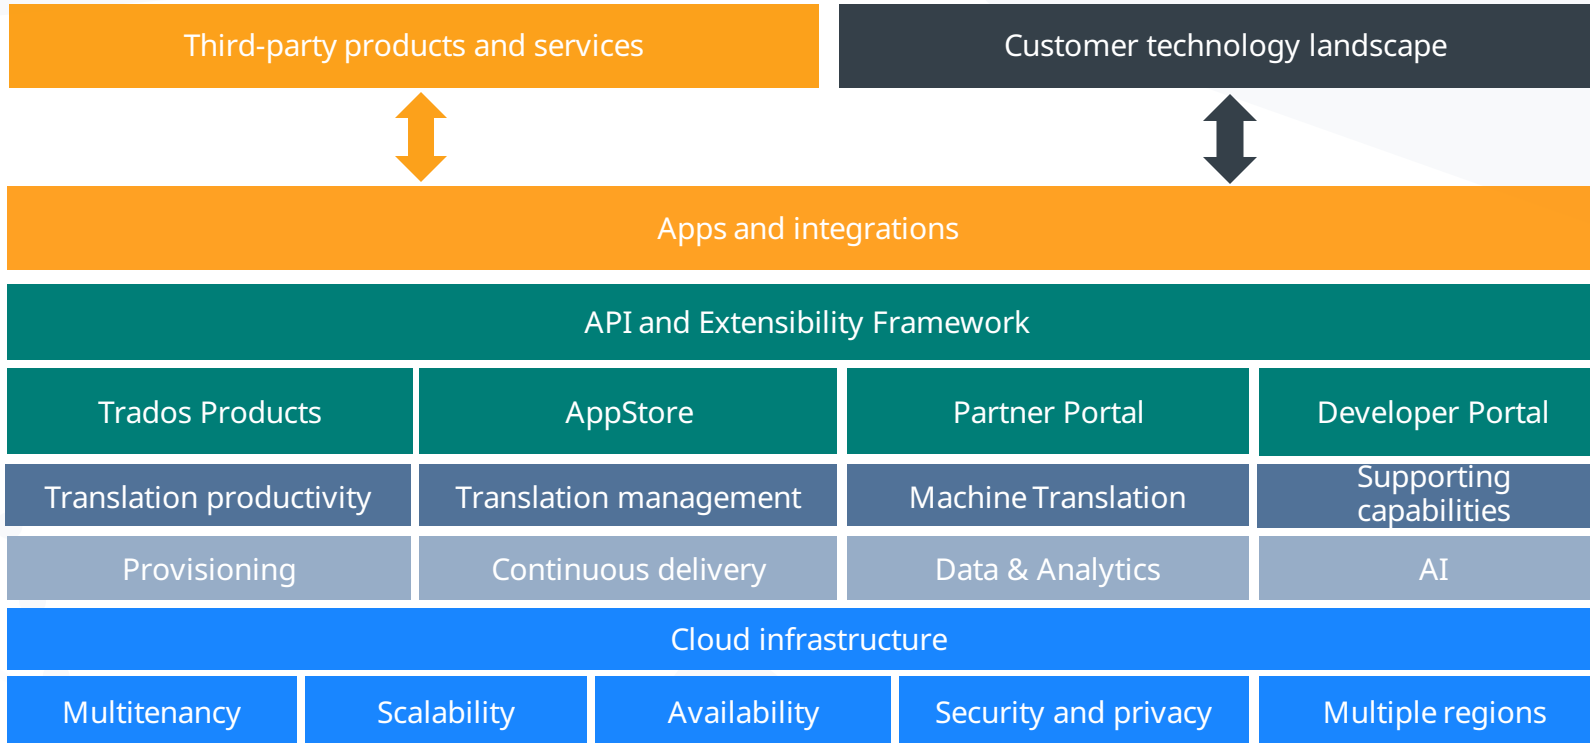 Third-party products and services
Customer technology landscape
Apps and integrations
API and Extensibility Framework
Trados Products
AppStore
Partner Portal
Developer Portal
Translation productivity
Translation management
Machine Translation
Supporting
capabilities
Provisioning
Continuous delivery
Data & Analytics
AI
Cloud infrastructure
Multitenancy
Scalability
Availability
Security and privacy
Multiple regions